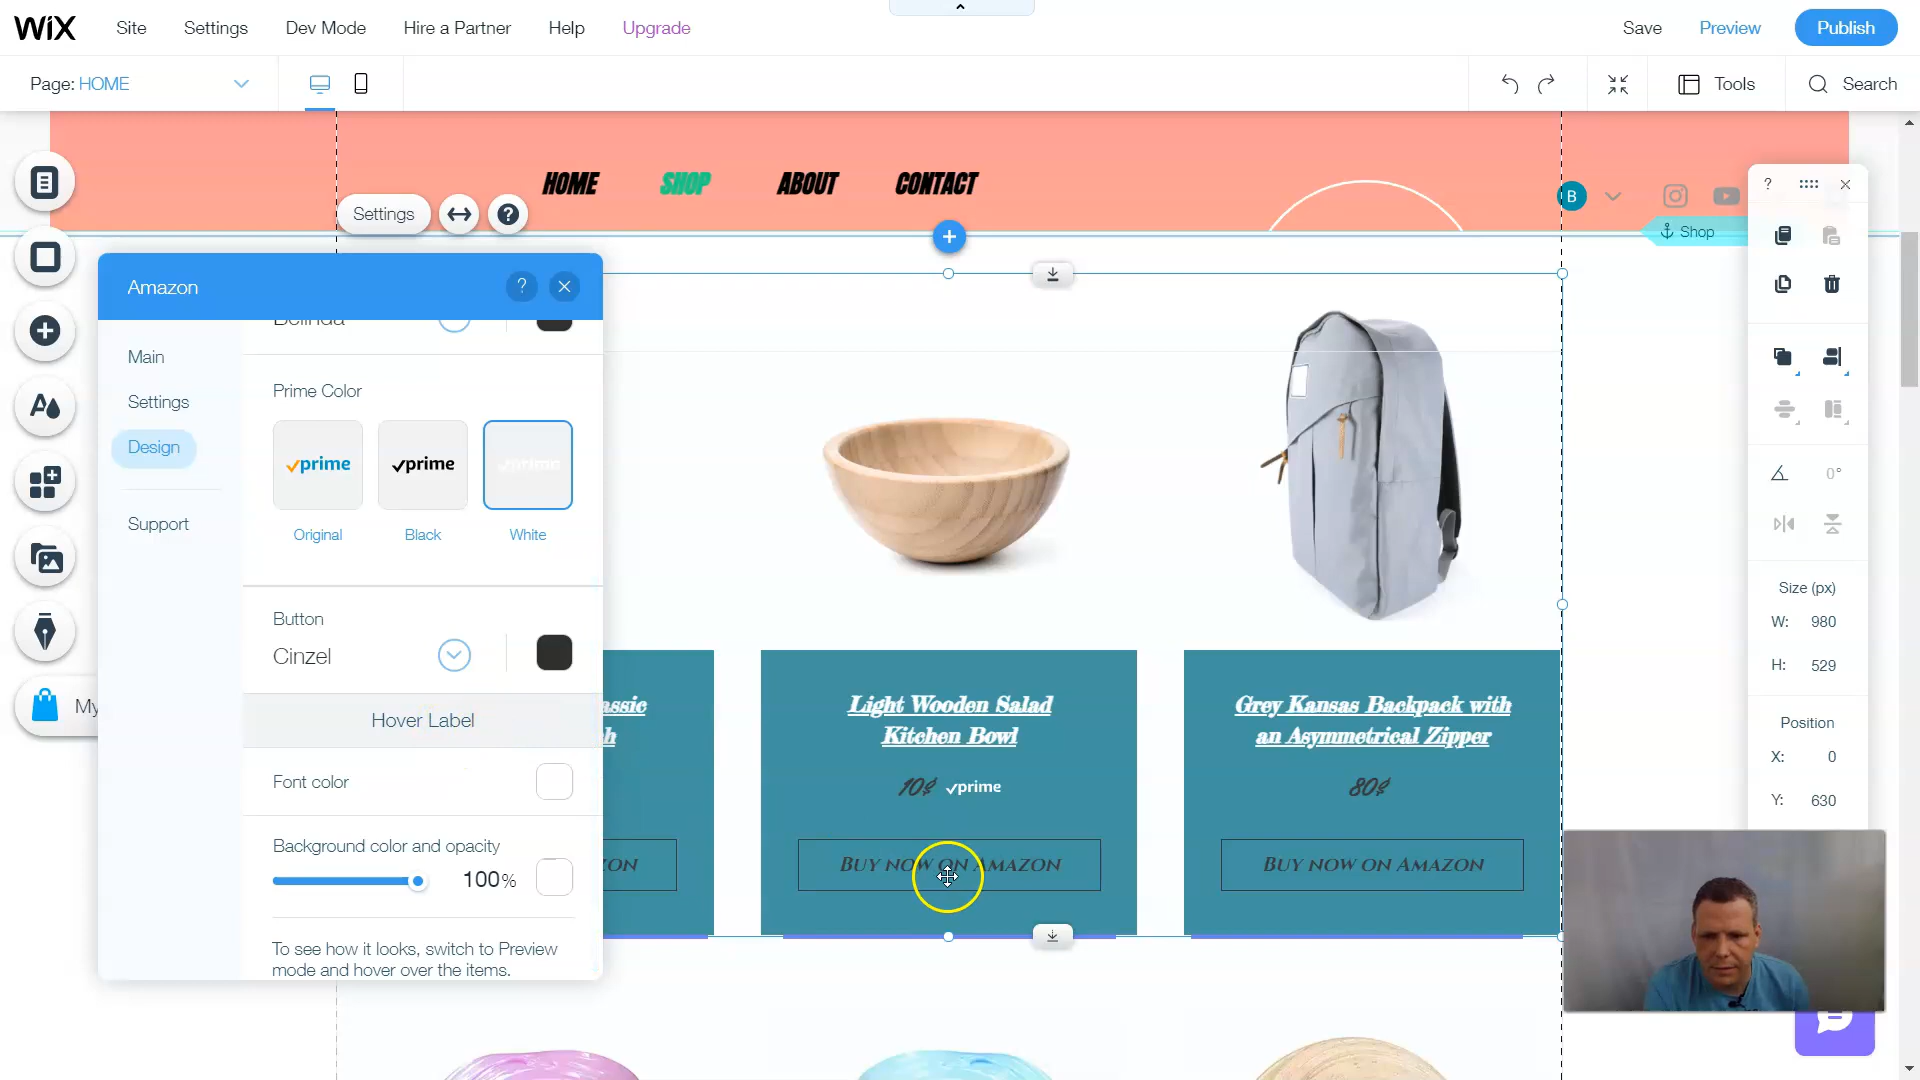 WiX Site Settings Dev Mode Hire a Partner Help Upgrade Save Preview Publish
Page: HOME Tools Search
HOME SHOP ABOUT CONTACT
B
Settings ?
Shop
?
Amazon ?
Main
Settings
Design
Support
Belinda
Prime Color
prime prime prime
Original Black White
Button
Cinzel
Hover Label
Font color
Background color and opacity
100%
To see how it looks, switch to Preview
mode and hover over the items.
My
Light Wooden Salad
Kitchen Bowl
10¢ prime
Buy now on Amazon
Grey Kansas Backpack with
an Asymmetrical Zipper
80¢
Buy now on Amazon
0°
Size (px)
W: 980
H: 529
Position
X: 0
Y: 630